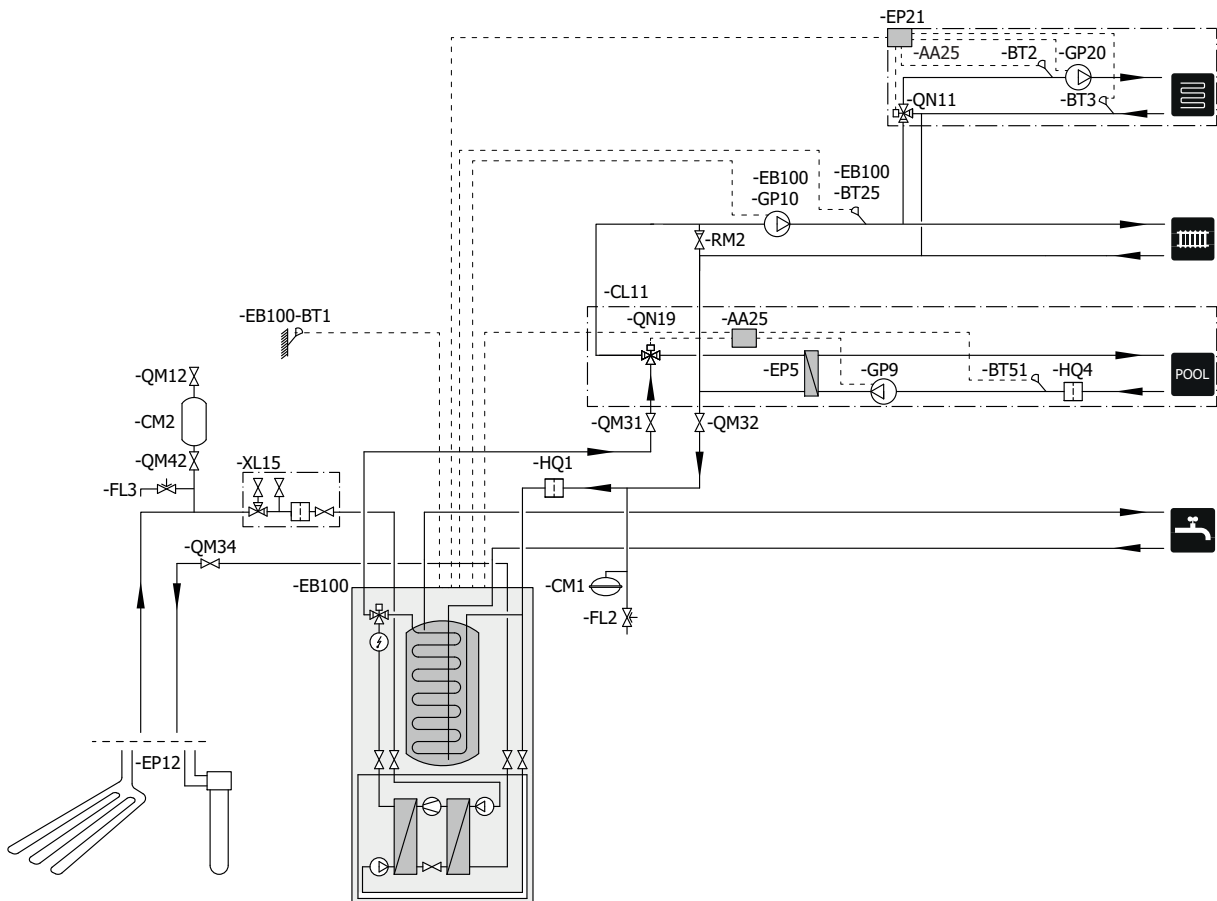 -EP21
-AA25
-BT2
-GP20
-QN11
-BT3
-EB100
-GP10
-EB100
-BT25
-RM2
-CL11
-EB100-BT1
-QN19
-AA25
-EP5
-GP9
-BT51
-HQ4
POOL
-QM12
-CM2
-QM42
-FL3
-XL15
-QM31
-QM32
-HQ1
-QM34
-EB100
-CM1
-FL2
-EP12